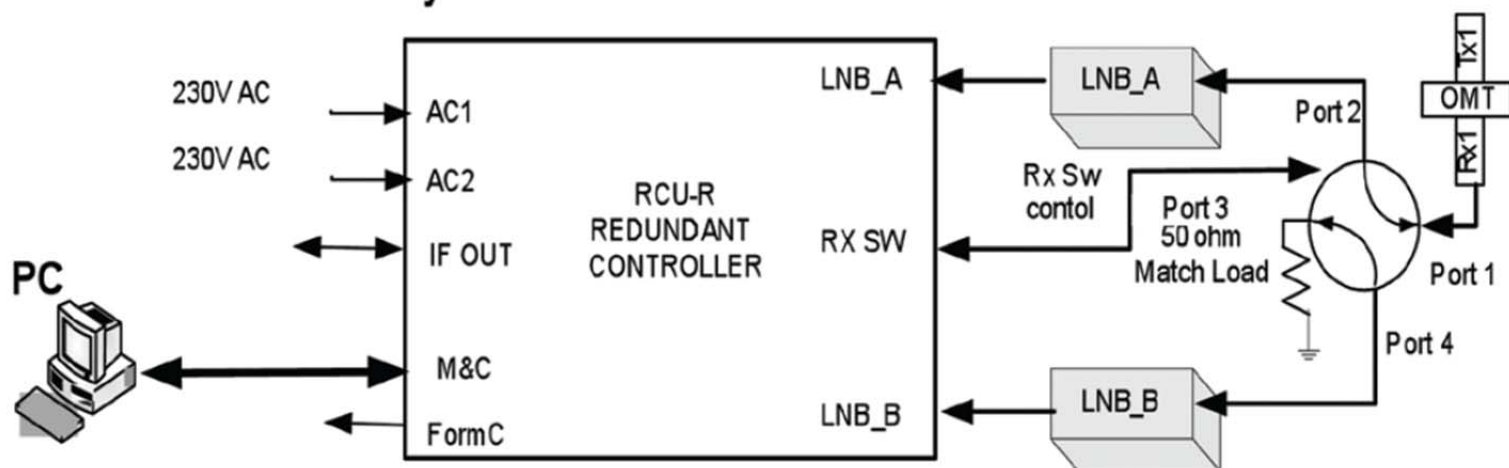 230V AC
230V AC
AC1
AC2
IF OUT
M&C
FormC
PC
RCU-R
REDUNDANT
CONTROLLER
LNB_A
RX SW
LNB_B
LNB_A
Rx Sw
contol
Port 3
50 ohm
Match Load
LNB_B
Port 2
Port 1
Port 4
Tx1
OMT
Rx1